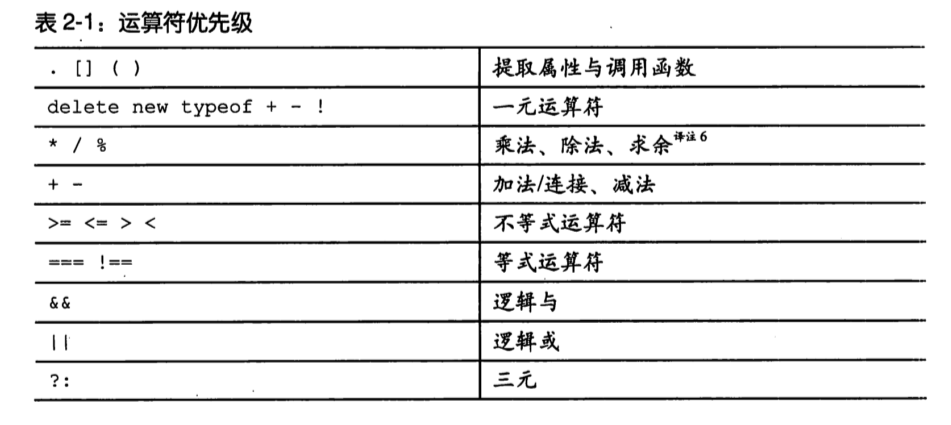 表 2-1：运算符优先级
. [] ( ) 提取属性与调用函数
delete new typeof + - ! 一元运算符
* / % 乘法、除法、求余译注6
+ - 加法/连接、减法
>= <= > < 不等式运算符
=== !== 等式运算符
&& 逻辑与
|| 逻辑或
?: 三元